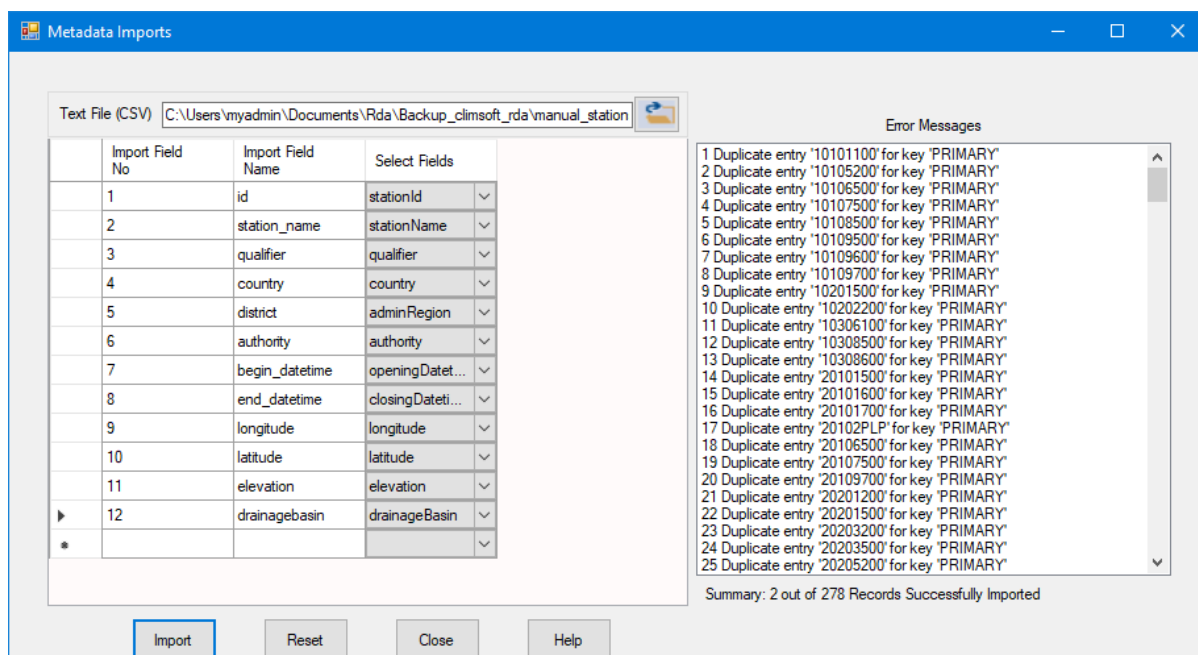 Metadata Imports
Text File (CSV) C:\Users\myadmin\Documents\Rda\Backup_climsoft_rda\manual_station
Import Field No Import Field Name Select Fields
1 id stationId
2 station_name stationName
3 qualifier qualifier
4 country country
5 district adminRegion
6 authority authority
7 begin_datetime openingDatet...
8 end_datetime closingDateti...
9 longitude longitude
10 latitude latitude
11 elevation elevation
12 drainagebasin drainageBasin
Error Messages
1 Duplicate entry '10101100' for key 'PRIMARY'
2 Duplicate entry '10105200' for key 'PRIMARY'
3 Duplicate entry '10106500' for key 'PRIMARY'
4 Duplicate entry '10107500' for key 'PRIMARY'
5 Duplicate entry '10108500' for key 'PRIMARY'
6 Duplicate entry '10109500' for key 'PRIMARY'
7 Duplicate entry '10109600' for key 'PRIMARY'
8 Duplicate entry '10109700' for key 'PRIMARY'
9 Duplicate entry '10201500' for key 'PRIMARY'
10 Duplicate entry '10202200' for key 'PRIMARY'
11 Duplicate entry '10306100' for key 'PRIMARY'
12 Duplicate entry '10308500' for key 'PRIMARY'
13 Duplicate entry '10308600' for key 'PRIMARY'
14 Duplicate entry '20101500' for key 'PRIMARY'
15 Duplicate entry '20101600' for key 'PRIMARY'
16 Duplicate entry '20101700' for key 'PRIMARY'
17 Duplicate entry '20102PLP' for key 'PRIMARY'
18 Duplicate entry '20106500' for key 'PRIMARY'
19 Duplicate entry '20107500' for key 'PRIMARY'
20 Duplicate entry '20109700' for key 'PRIMARY'
21 Duplicate entry '20201200' for key 'PRIMARY'
22 Duplicate entry '20201500' for key 'PRIMARY'
23 Duplicate entry '20203200' for key 'PRIMARY'
24 Duplicate entry '20203500' for key 'PRIMARY'
25 Duplicate entry '20205200' for key 'PRIMARY'
Summary: 2 out of 278 Records Successfully Imported
Import Reset Close Help